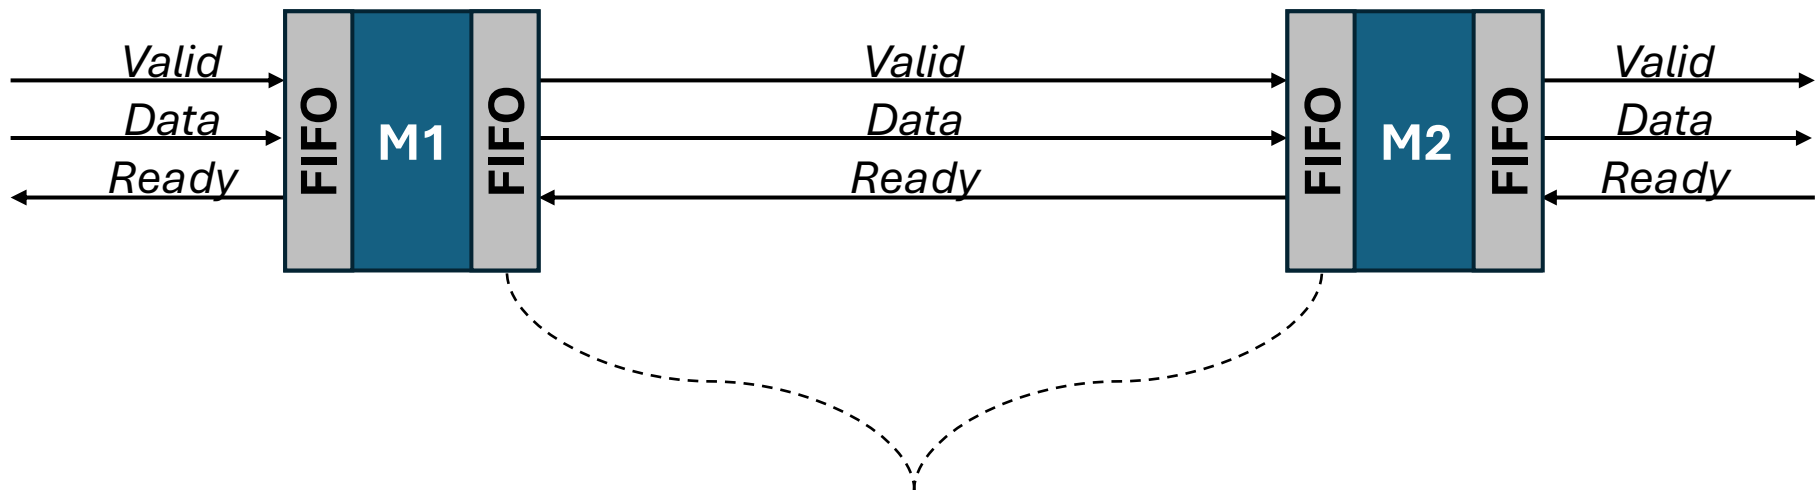 Valid
Data
Ready
FIFO
M1
FIFO
Valid
Data
Ready
FIFO
M2
FIFO
Valid
Data
Ready